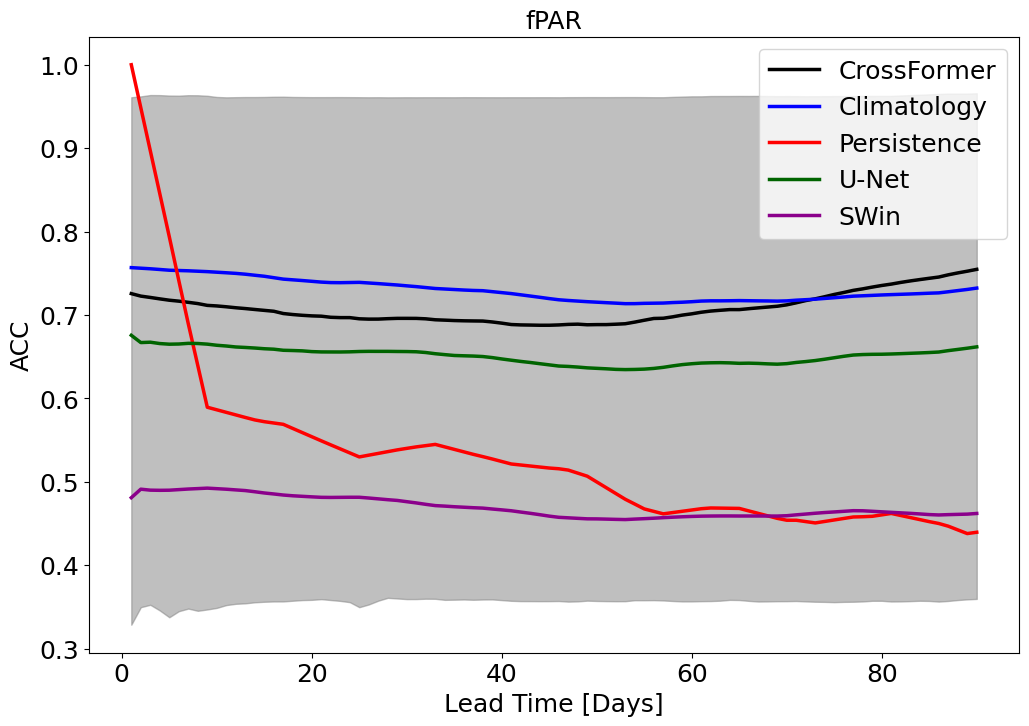 fPAR
ACC
1.0
0.9
0.8
0.7
0.6
0.5
0.4
0.3
CrossFormer
Climatology
Persistence
U-Net
SWin
0 20 40 60 80
Lead Time [Days]